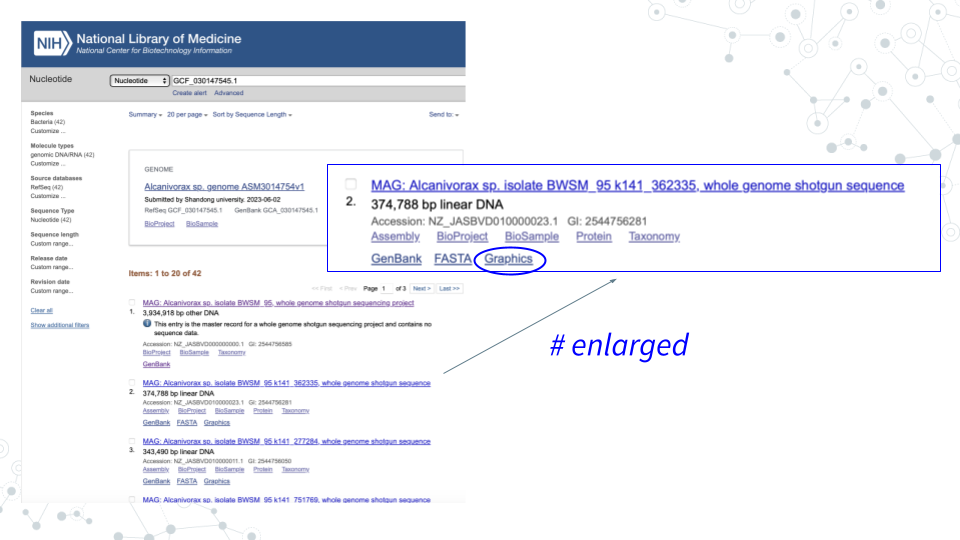 NIH National Library of Medicine
National Center for Biotechnology Information
Nucleotide
Nucleotide GCF_030147545.1
Create alert Advanced
Species
Bacteria (42)
Customize ...
Molecule types
genomic DNA/RNA (42)
Customize ...
Source databases
RefSeq (42)
Customize ...
Sequence Type
Nucleotide (42)
Sequence length
Custom range...
Release date
Custom range...
Revision date
Custom range...
Clear all
Show additional filters
Summary 20 per page Sort by Sequence Length Send to:
GENOME
Alcanivorax sp. genome ASM3014754v1
Submitted by Shandong university. 2023-06-02
RefSeq GCF_030147545.1 GenBank GCA_030147545.1
BioProject BioSample
Items: 1 to 20 of 42
<< First < Prev Page 1 of 3 Next > Last >>
MAG: Alcanivorax sp. isolate BWSM_95, whole genome shotgun sequencing project
1. 3,934,918 bp other DNA
This entry is the master record for a whole genome shotgun sequencing project and contains no
sequence data.
Accession: NZ_JASBVD000000000.1 GI: 2544756585
BioProject BioSample Taxonomy
GenBank
MAG: Alcanivorax sp. isolate BWSM_95 k141_362335, whole genome shotgun sequence
2. 374,788 bp linear DNA
Accession: NZ_JASBVD010000023.1 GI: 2544756281
Assembly BioProject BioSample Protein Taxonomy
GenBank FASTA Graphics
MAG: Alcanivorax sp. isolate BWSM_95 k141_277284, whole genome shotgun sequence
3. 343,490 bp linear DNA
Accession: NZ_JASBVD010000011.1 GI: 2544756050
Assembly BioProject BioSample Protein Taxonomy
GenBank FASTA Graphics
MAG: Alcanivorax sp. isolate BWSM_95 k141_751769, whole genome shotgun sequence
MAG: Alcanivorax sp. isolate BWSM_95 k141_362335, whole genome shotgun sequence
2. 374,788 bp linear DNA
Accession: NZ_JASBVD010000023.1 GI: 2544756281
Assembly BioProject BioSample Protein Taxonomy
GenBank FASTA Graphics
# enlarged